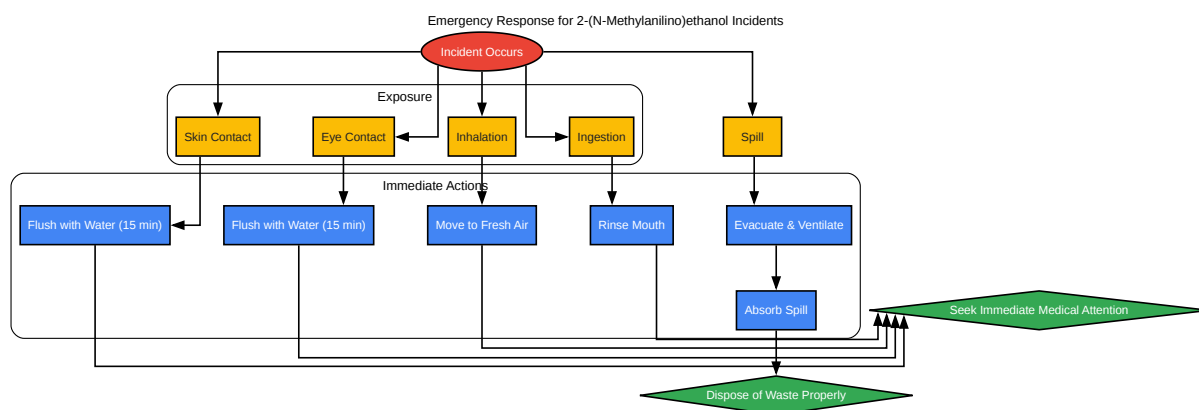 Emergency Response for 2-(N-Methylanilino)ethanol Incidents
Incident Occurs
Exposure
Skin Contact
Eye Contact
Inhalation
Ingestion
Spill
Immediate Actions
Flush with Water (15 min)
Flush with Water (15 min)
Move to Fresh Air
Rinse Mouth
Evacuate & Ventilate
Absorb Spill
Seek Immediate Medical Attention
Dispose of Waste Properly